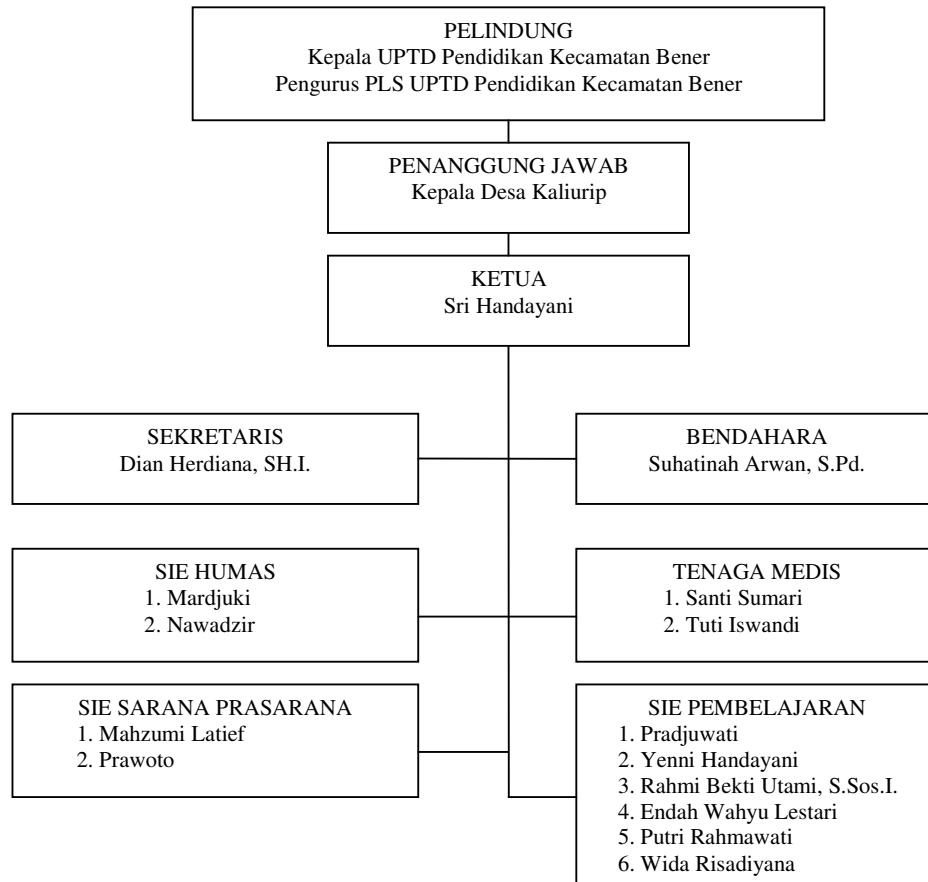 PELINDUNG
Kepala UPTD Pendidikan Kecamatan Bener
Pengurus PLS UPTD Pendidikan Kecamatan Bener
PENANGGUNG JAWAB
Kepala Desa Kaliurip
KETUA
Sri Handayani
SEKRETARIS
Dian Herdiana, SH.I.
BENDAHARA
Suhatinah Arwan, S.Pd.
SIE HUMAS
1. Mardjuki
2. Nawadzir
TENAGA MEDIS
1. Santi Sumari
2. Tuti Iswandi
SIE SARANA PRASARANA
1. Mahzumi Latief
2. Prawoto
SIE PEMBELAJARAN
1. Pradjuwati
2. Yenni Handayani
3. Rahmi Bekti Utami, S.Sos.I.
4. Endah Wahyu Lestari
5. Putri Rahmawati
6. Wida Risadiyana